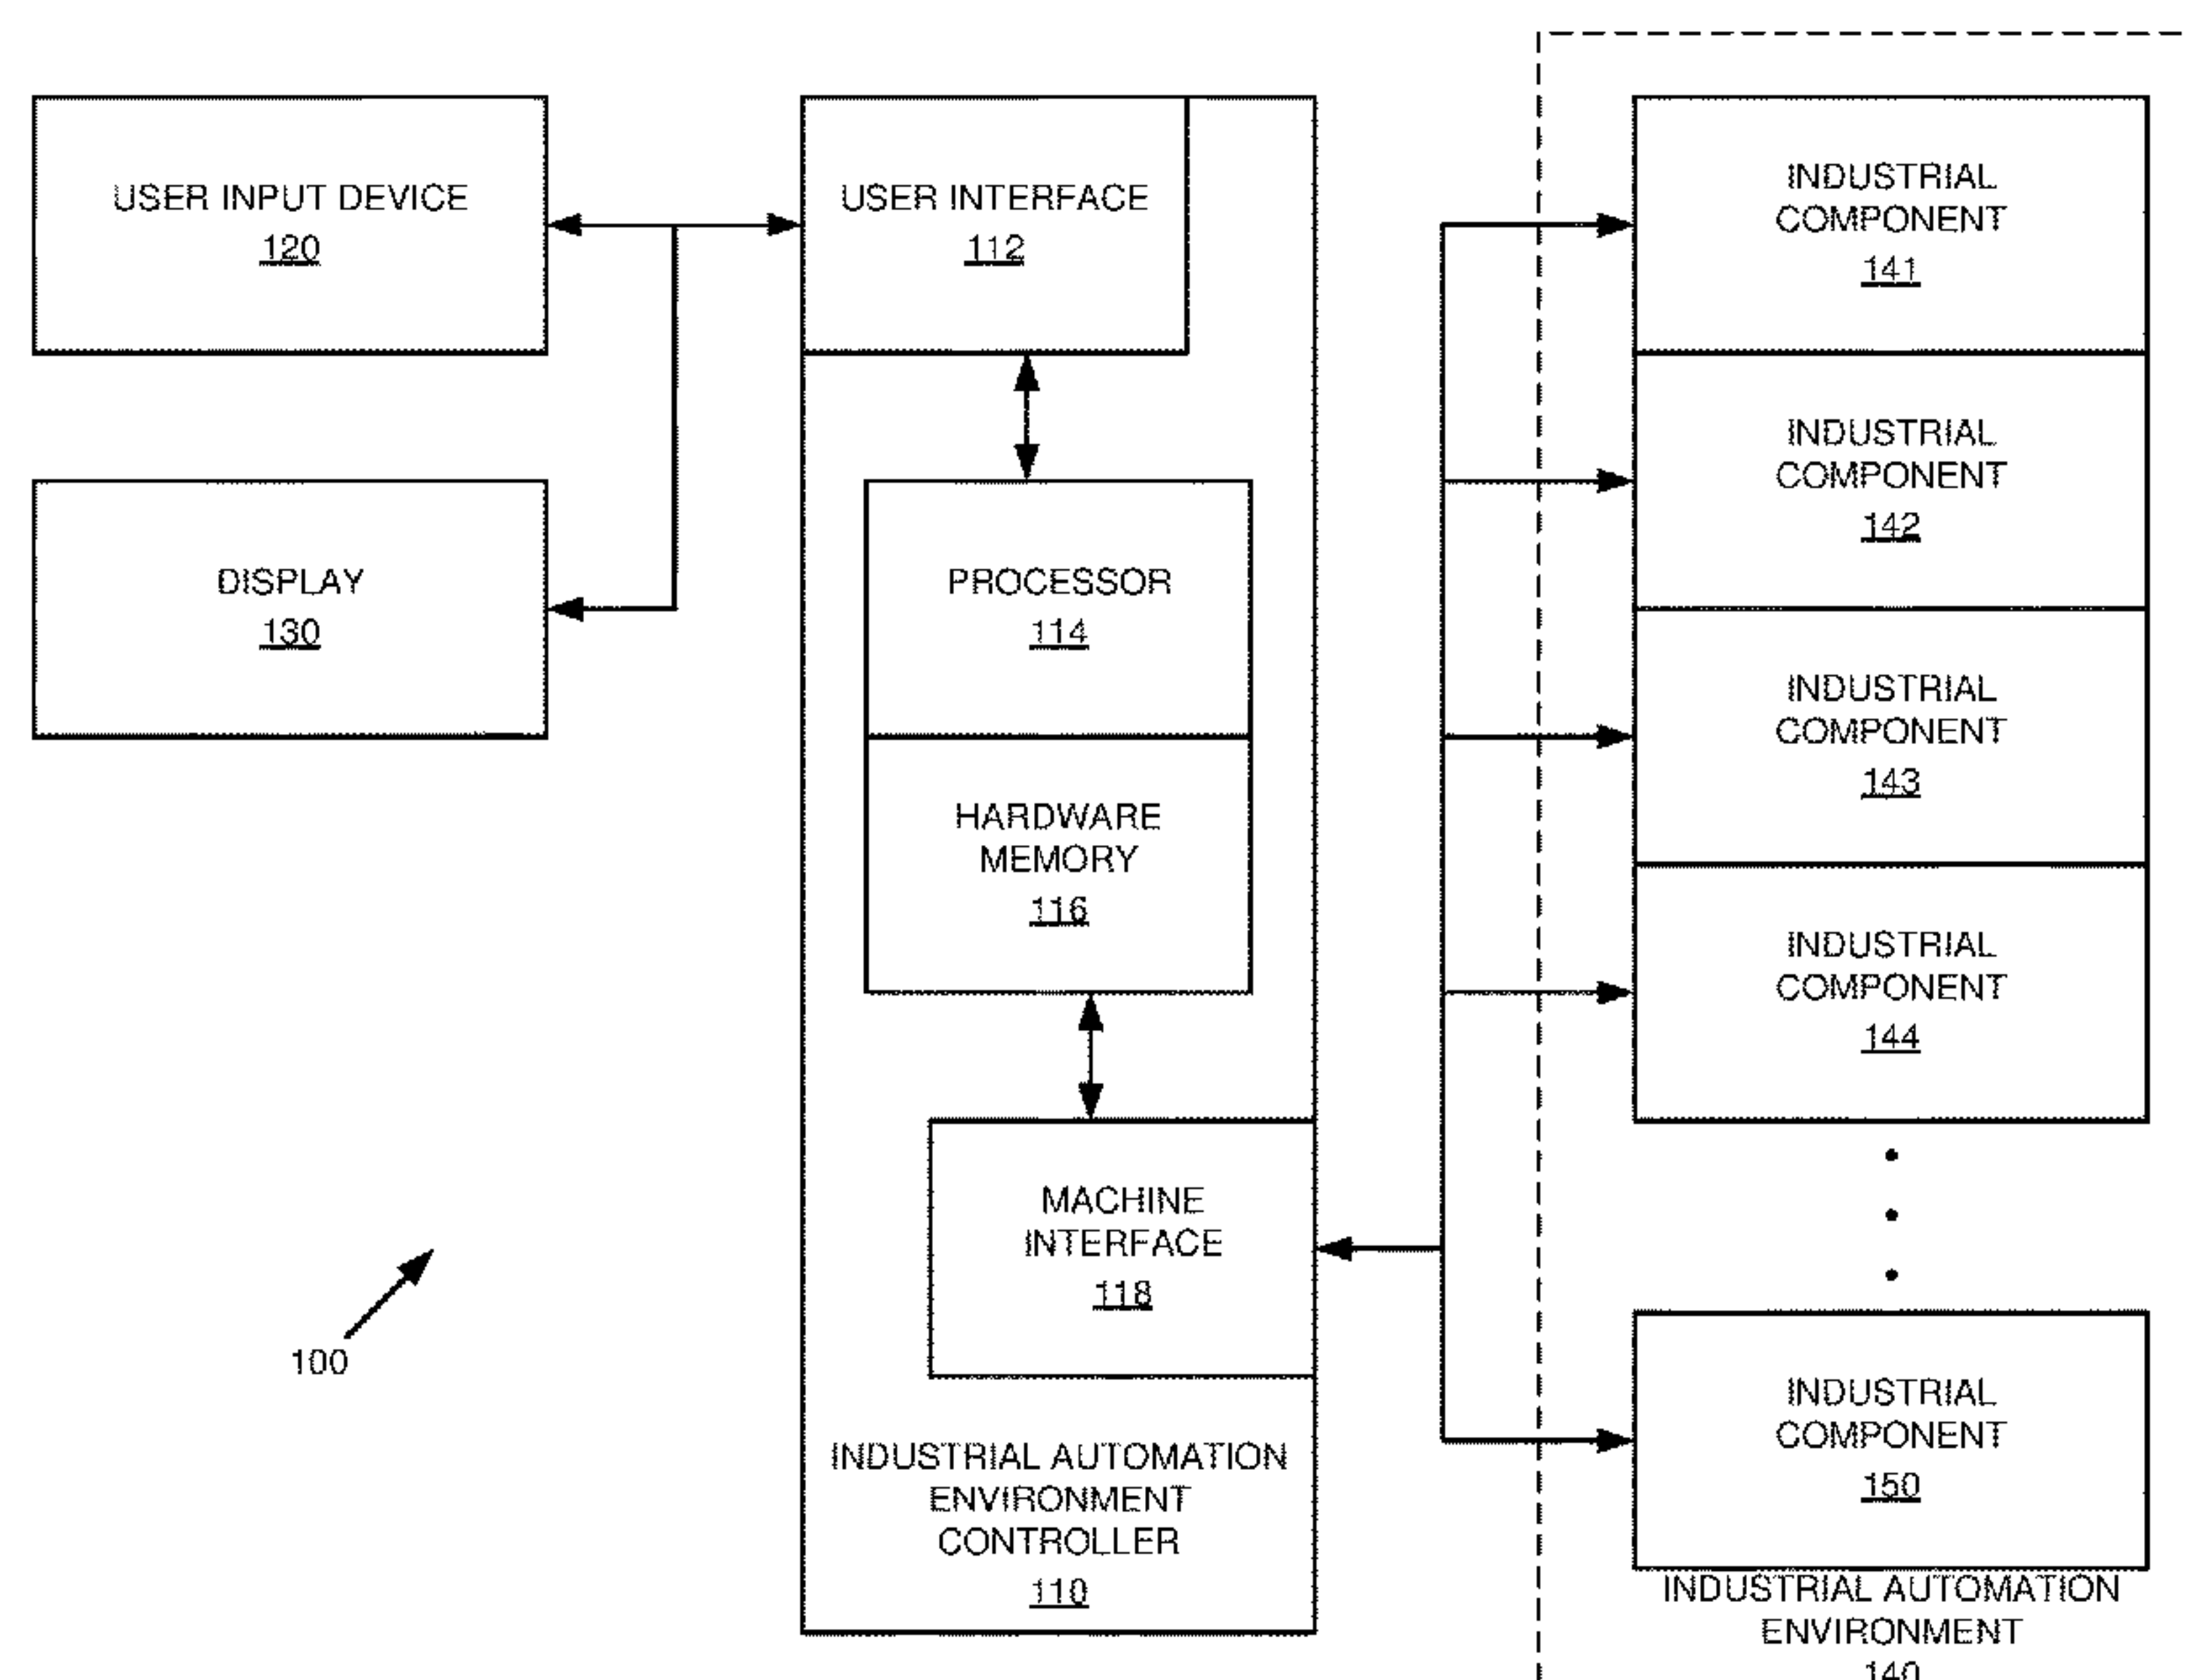 USER INPUT DEVICE
120
DISPLAY
130
100
USER INTERFACE
112
PROCESSOR
114
HARDWARE
MEMORY
116
MACHINE
INTERFACE
118
INDUSTRIAL AUTOMATION
ENVIRONMENT
CONTROLLER
110
INDUSTRIAL
COMPONENT
141
INDUSTRIAL
COMPONENT
142
INDUSTRIAL
COMPONENT
143
INDUSTRIAL
COMPONENT
144
INDUSTRIAL
COMPONENT
150
INDUSTRIAL AUTOMATION
ENVIRONMENT
140